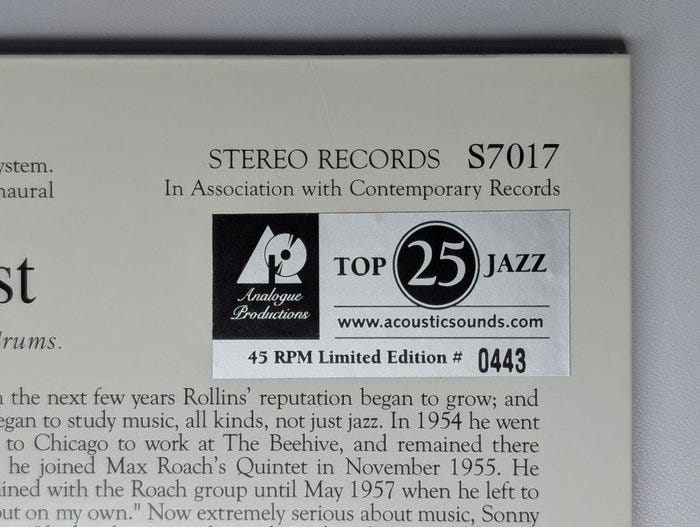 ystem.
STEREO RECORDS S7017
naural
In Association with Contemporary Records
st
drums.
Analogue
Productions
TOP 25 JAZZ
www.acousticsounds.com
45 RPM Limited Edition # 0443
the next few years Rollins' reputation began to grow; and
egan to study music, all kinds, not just jazz. In 1954 he went
to Chicago to work at The Beehive, and remained there
he joined Max Roach's Quintet in November 1955. He
ined with the Roach group until May 1957 when he left to
out on my own." Now extremely serious about music, Sonny